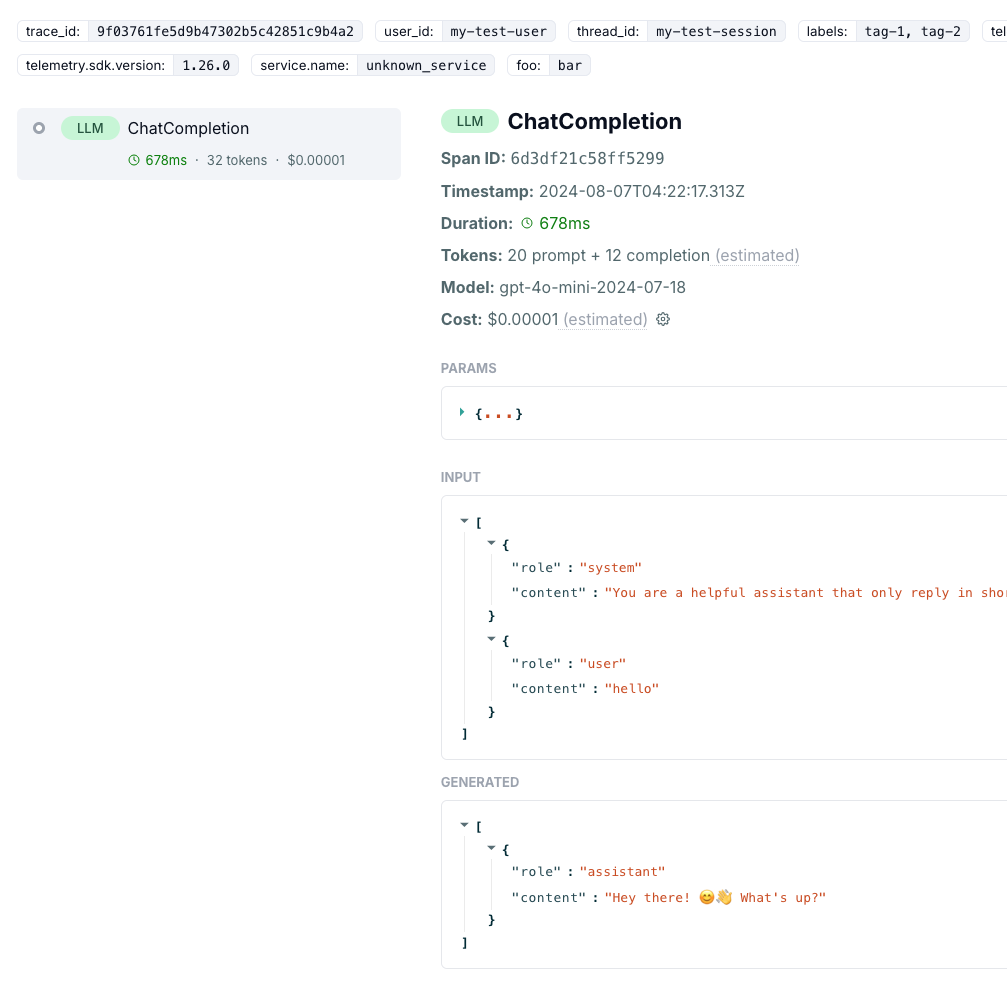 trace_id: 9f03761fe5d9b47302b5c42851c9b4a2 user_id: my-test-user thread_id: my-test-session labels: tag-1, tag-2
telemetry.sdk.version: 1.26.0 service.name: unknown_service foo: bar
LLM ChatCompletion
678ms · 32 tokens · $0.00001
LLM ChatCompletion
Span ID: 6d3df21c58ff5299
Timestamp: 2024-08-07T04:22:17.313Z
Duration: 678ms
Tokens: 20 prompt + 12 completion (estimated)
Model: gpt-4o-mini-2024-07-18
Cost: $0.00001 (estimated)
PARAMS
{...}
INPUT
[
{
"role" : "system"
"content" : "You are a helpful assistant that only reply in
}
{
"role" : "user"
"content" : "hello"
}
]
GENERATED
[
{
"role" : "assistant"
"content" : "Hey there! 😊👋 What's up?"
}
]